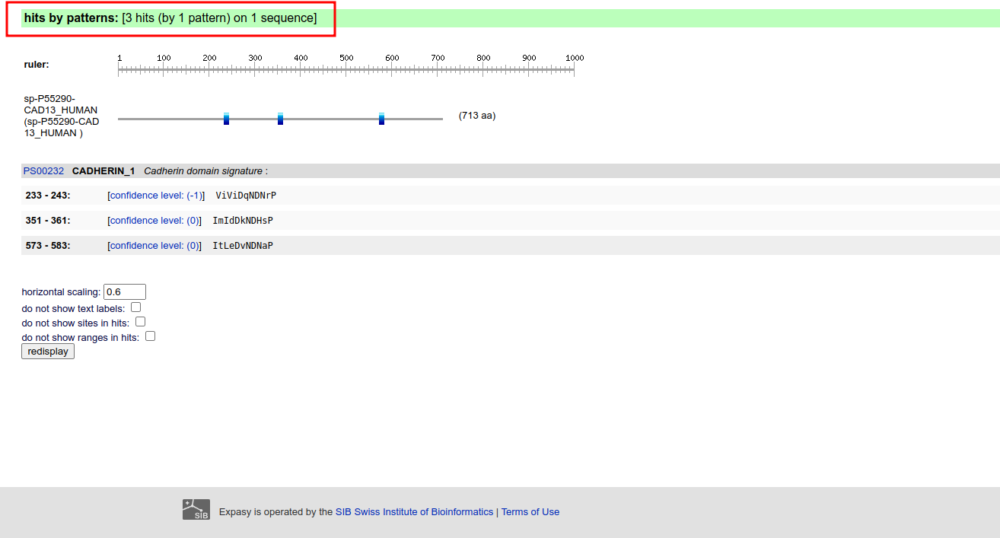 hits by patterns: [3 hits (by 1 pattern) on 1 sequence]
ruler:
1 100 200 300 400 500 600 700 800 900 1000
sp-P55290-
CAD13_HUMAN
(sp-P55290-CAD
13_HUMAN )
(713 aa)
PS00232 CADHERIN_1 Cadherin domain signature :
233 - 243: [confidence level: (-1)] ViViDqNDNrP
351 - 361: [confidence level: (0)] ImIdDkNDHsP
573 - 583: [confidence level: (0)] ItLeDvNDNaP
horizontal scaling: 0.6
do not show text labels:
do not show sites in hits:
do not show ranges in hits:
redisplay
SIB
Expasy is operated by the SIB Swiss Institute of Bioinformatics | Terms of Use